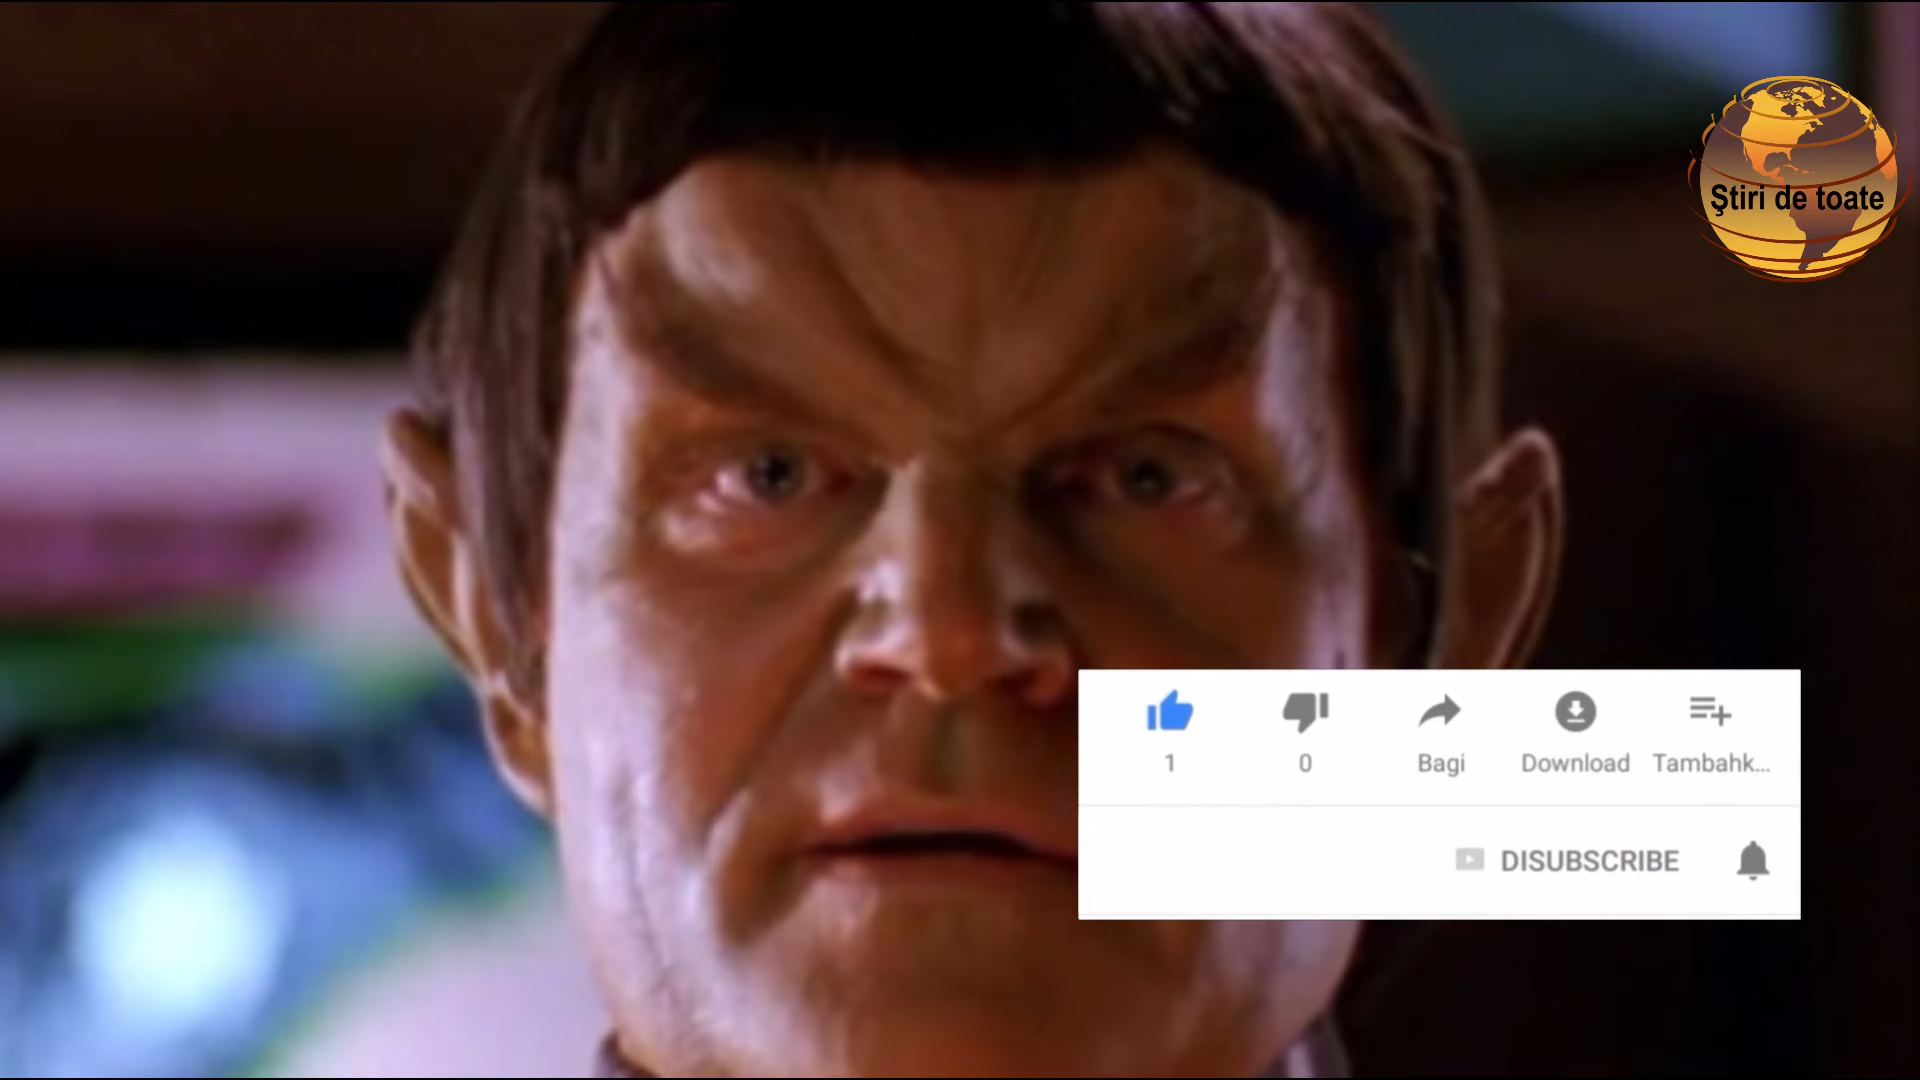 Ştiri de toate
1
0
Bagi
Download
Tambahk...
DISUBSCRIBE